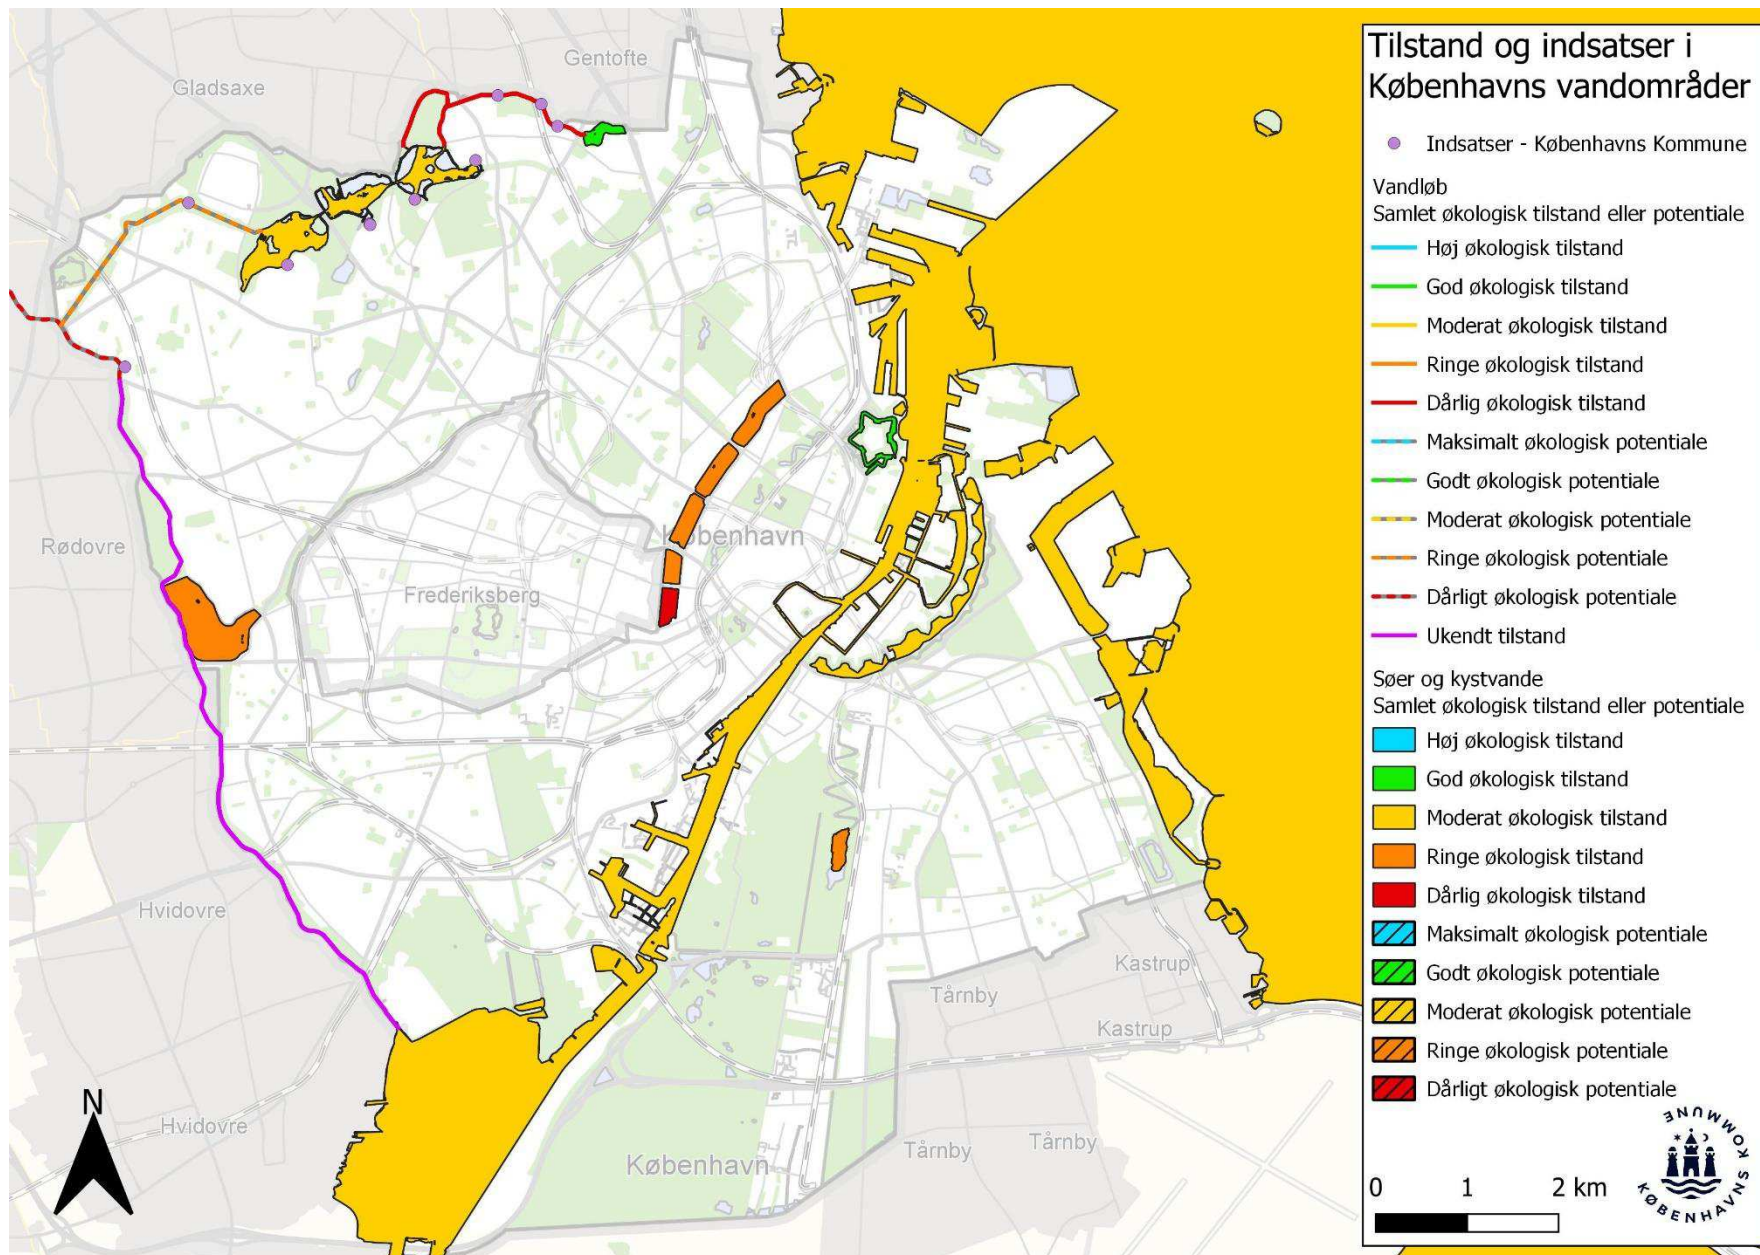 Tilstand og indsatser i
Københavns vandområder
Indsatser - Københavns Kommune
Vandløb
Samlet økologisk tilstand eller potentiale
Høj økologisk tilstand
God økologisk tilstand
Moderat økologisk tilstand
Ringe økologisk tilstand
Dårlig økologisk tilstand
Maksimalt økologisk potentiale
Godt økologisk potentiale
Moderat økologisk potentiale
Ringe økologisk potentiale
Dårligt økologisk potentiale
Ukendt tilstand
Søer og kystvande
Samlet økologisk tilstand eller potentiale
Høj økologisk tilstand
God økologisk tilstand
Moderat økologisk tilstand
Ringe økologisk tilstand
Dårlig økologisk tilstand
Maksimalt økologisk potentiale
Godt økologisk potentiale
Moderat økologisk potentiale
Ringe økologisk potentiale
Dårligt økologisk potentiale
0 1 2 km
KØBENHAVNS KOMMUNE
Gentofte
Gladsaxe
Rødovre
København
Frederiksberg
Hvidovre
Kastrup
Tårnby
Kastrup
Hvidovre
Tårnby
Tårnby
København
N